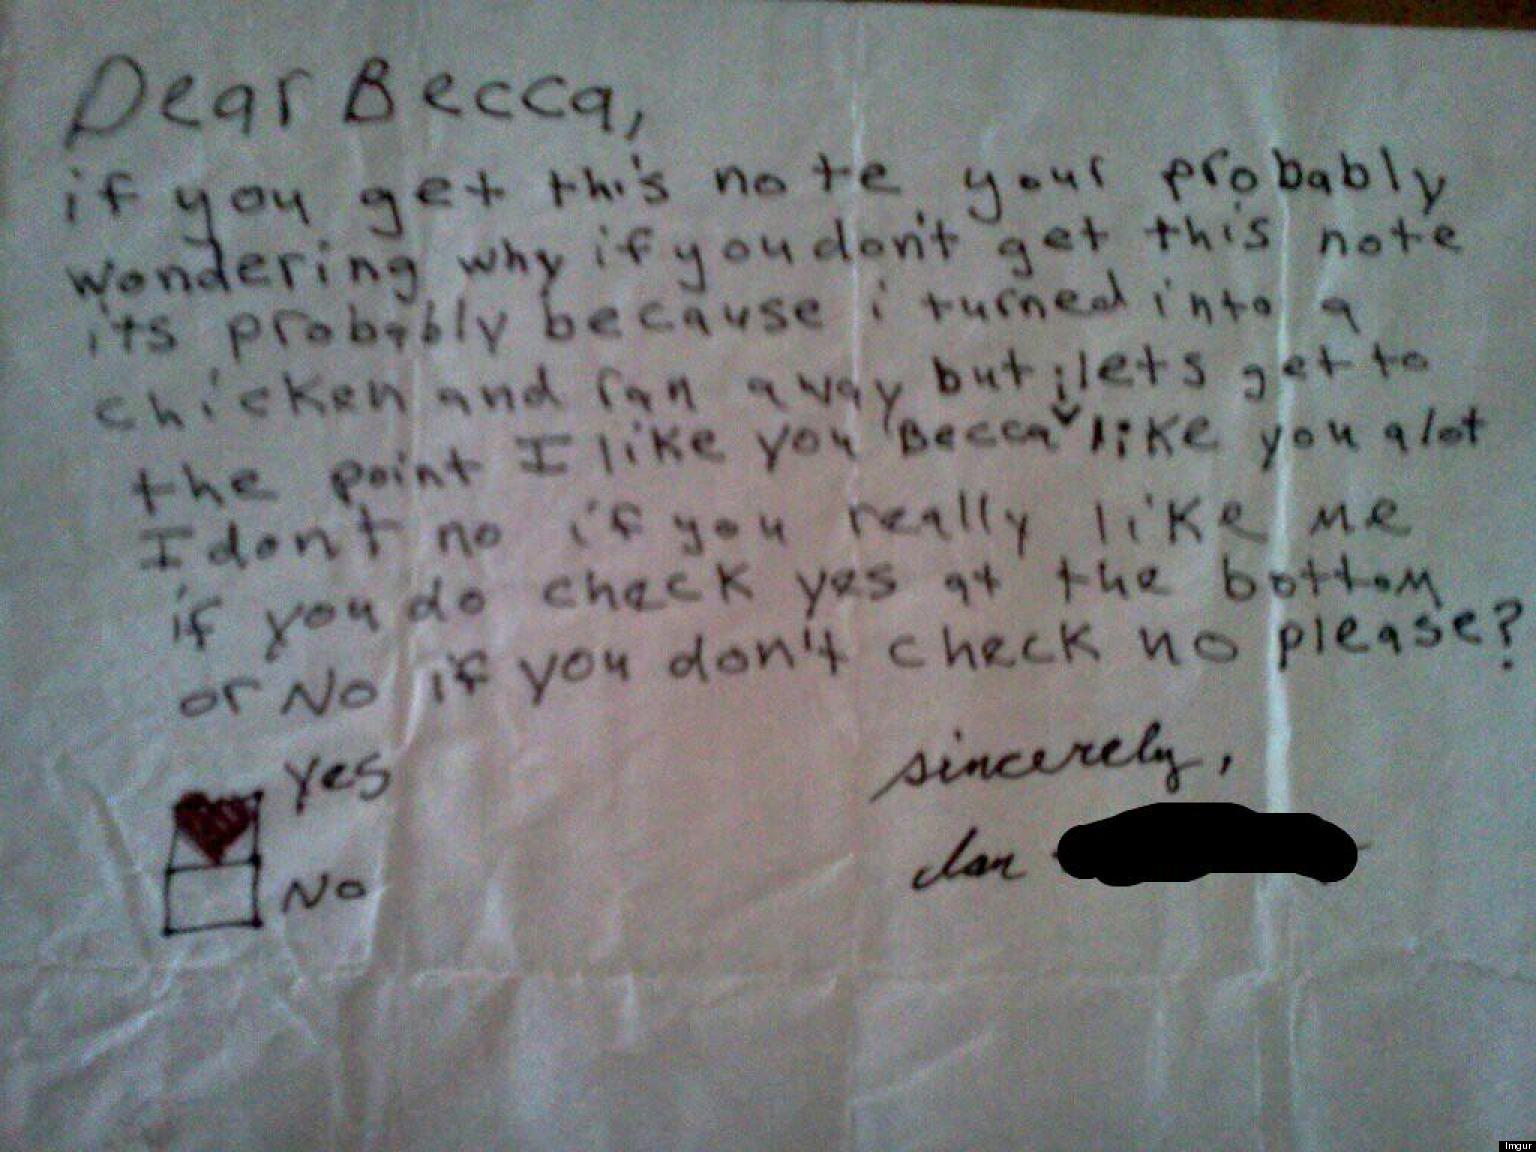 Dear Becca,
if you get this note your probably
wondering why if you don't get this note
its probably because i turned into a
chicken and ran away but lets get to
the point I like you Becca i like you alot
I dont no if you really like me
if you do check yes at the bottom
or No if you don't check no please?
Yes
No
sincerely,
Ian
Imgur